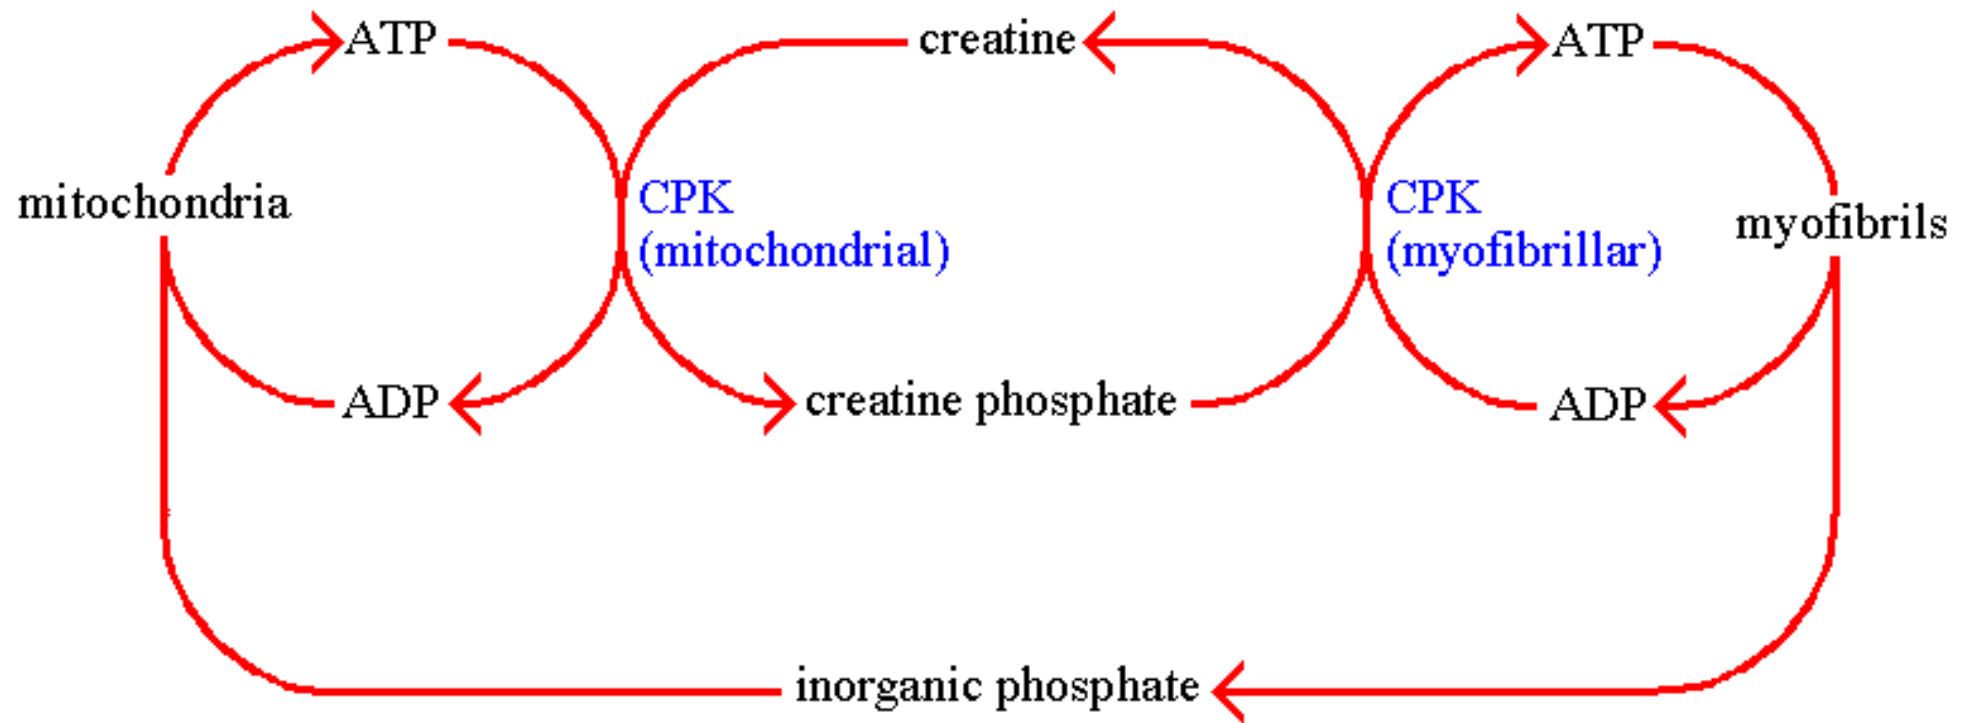 ATP
creatine
ATP
mitochondria
CPK
(mitochondrial)
CPK
(myofibrillar)
myofibrils
ADP
creatine phosphate
ADP
inorganic phosphate